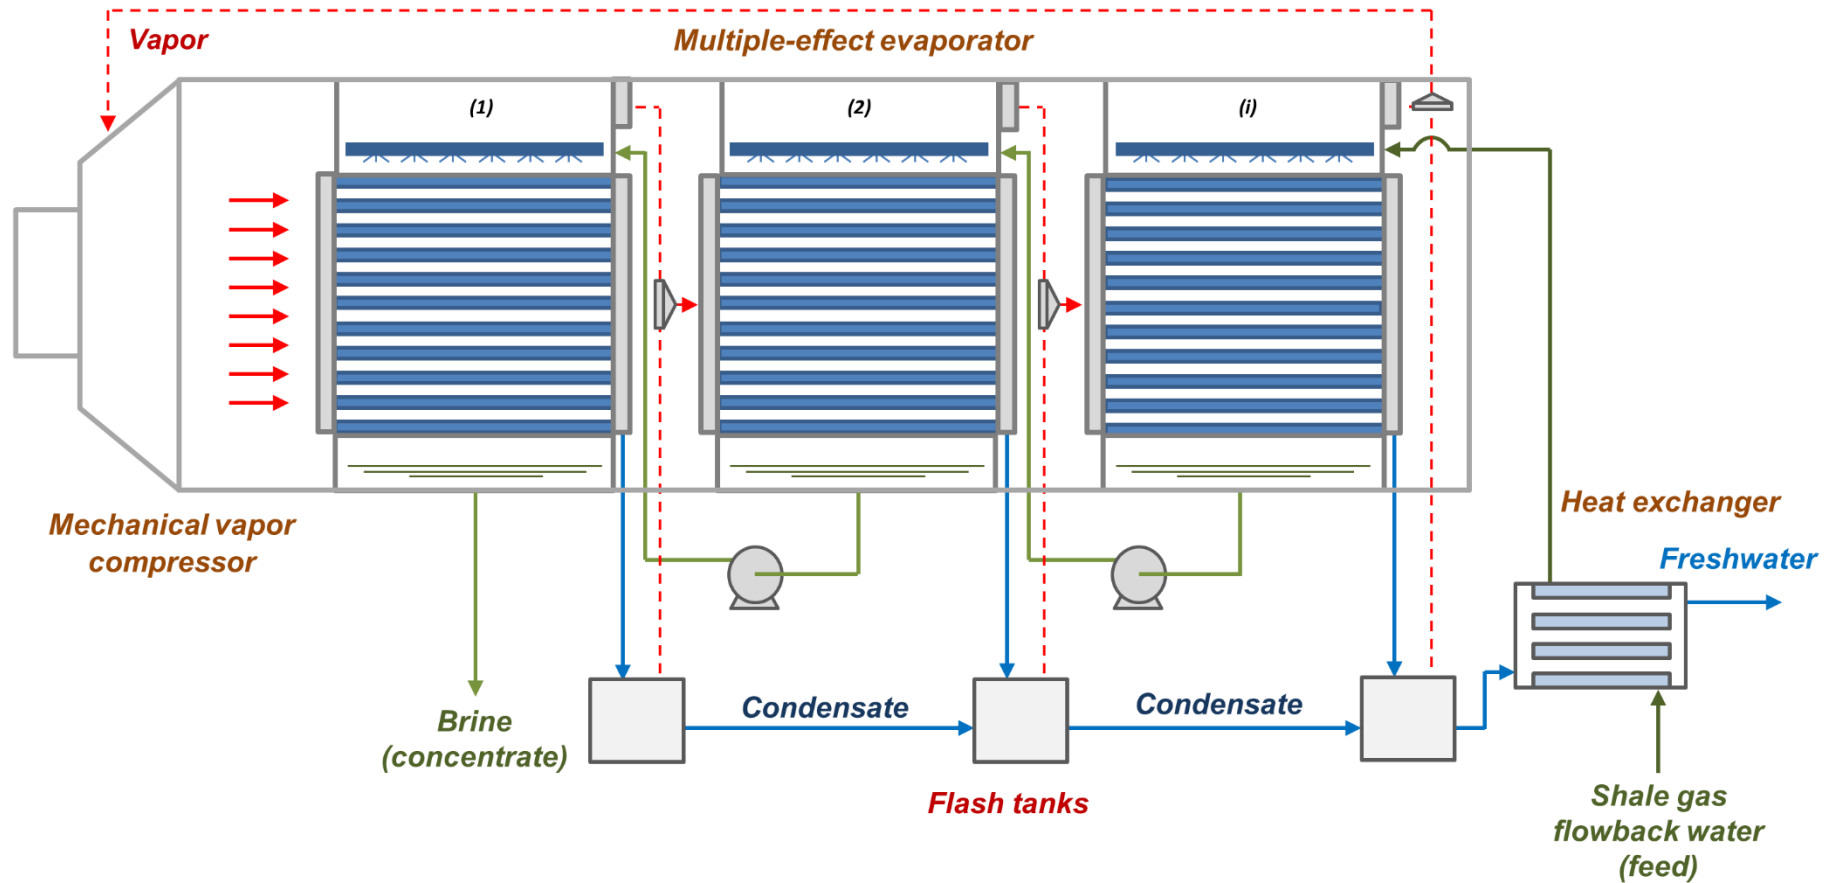 Vapor
Multiple-effect evaporator
(1)
(2)
(i)
Mechanical vapor
compressor
Heat exchanger
Freshwater
Brine
(concentrate)
Condensate
Condensate
Flash tanks
Shale gas
flowback water
(feed)